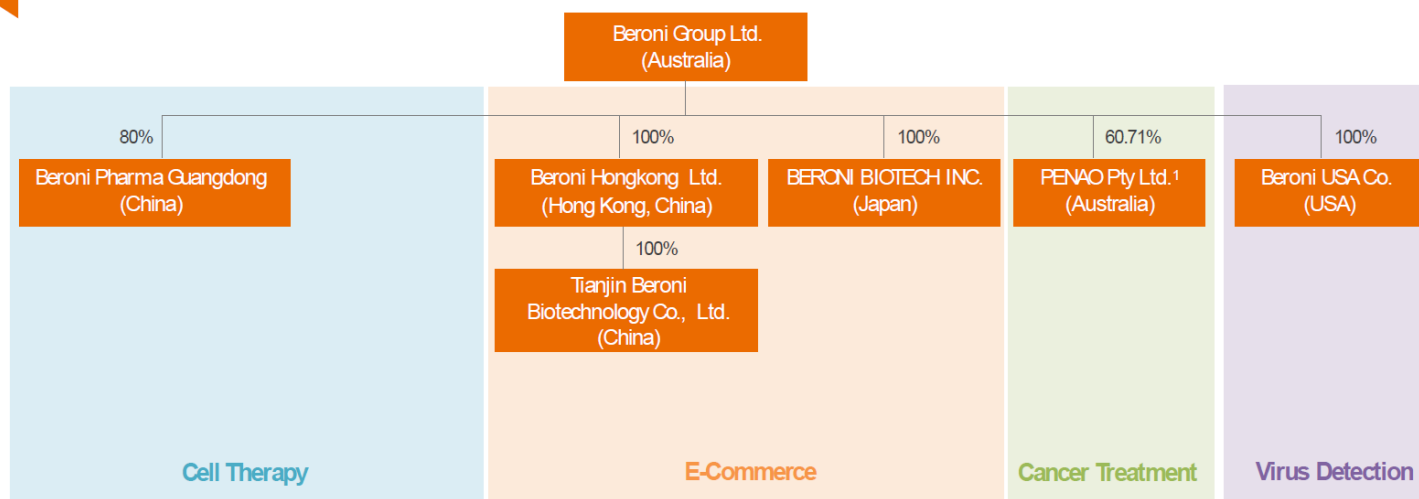 Beroni Group Ltd.
(Australia)
80%
100%
100%
60.71%
100%
Beroni Pharma Guangdong
(China)
Beroni Hongkong Ltd.
(Hong Kong, China)
BERONI BIOTECH INC.
(Japan)
PENAO Pty Ltd.¹
(Australia)
Beroni USA Co.
(USA)
100%
Tianjin Beroni
Biotechnology Co., Ltd.
(China)
Cell Therapy
E-Commerce
Cancer Treatment
Virus Detection